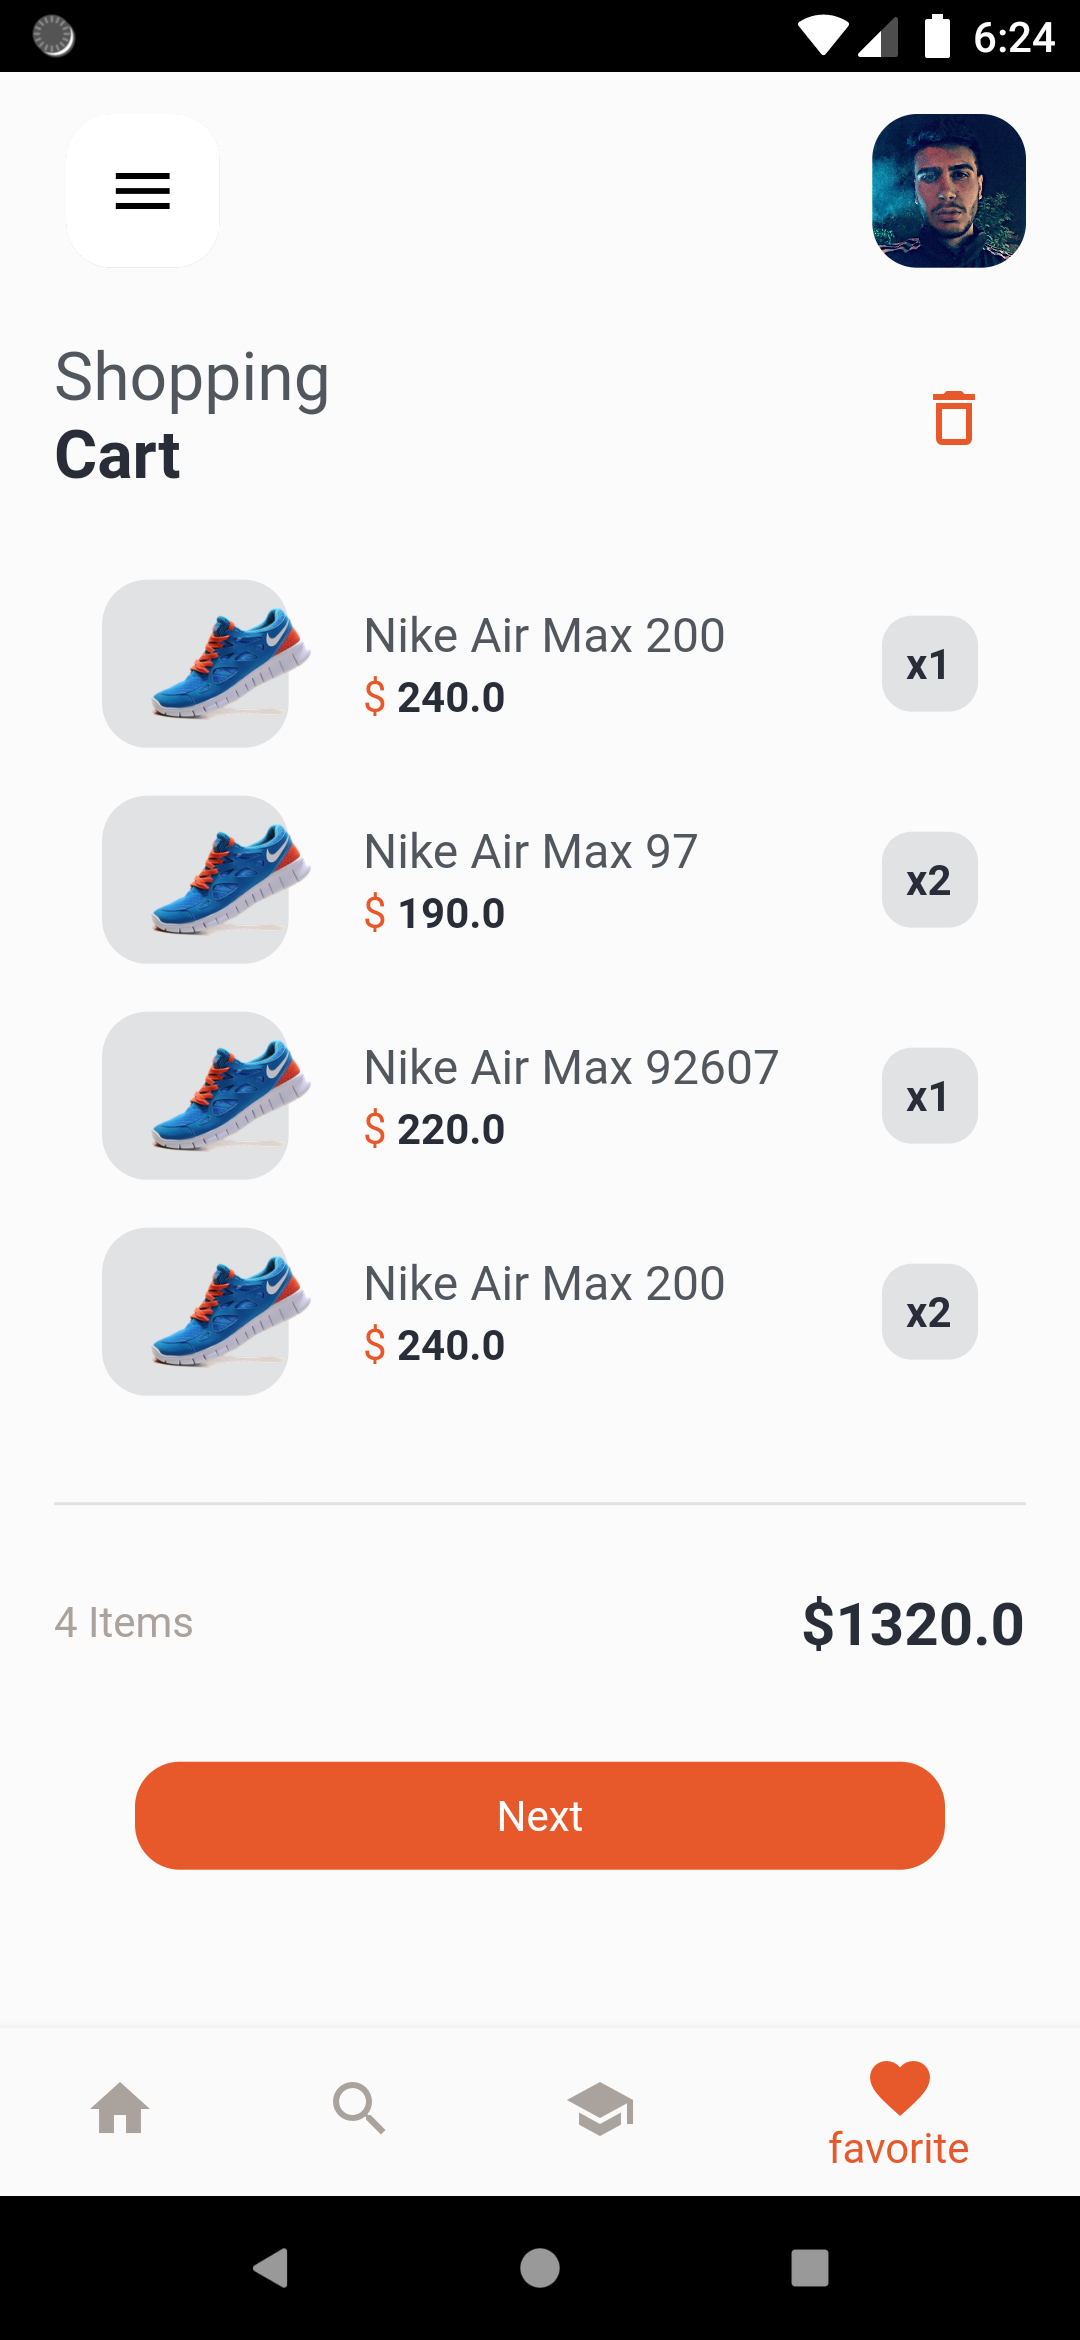 6:24
Shopping
Cart
Nike Air Max 200
$ 240.0
x1
Nike Air Max 97
$ 190.0
x2
Nike Air Max 92607
$ 220.0
x1
Nike Air Max 200
$ 240.0
x2
4 Items
$1320.0
Next
favorite